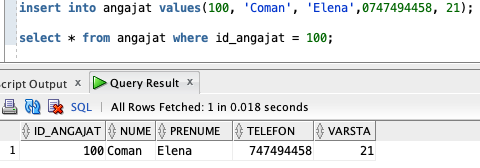 insert into angajat values(100, 'Coman', 'Elena',0747494458, 21);
select * from angajat where id_angajat = 100;
Script Output x Query Result x
SQL | All Rows Fetched: 1 in 0.018 seconds
ID_ANGAJAT NUME PRENUME TELEFON VARSTA
1 100 Coman Elena 747494458 21